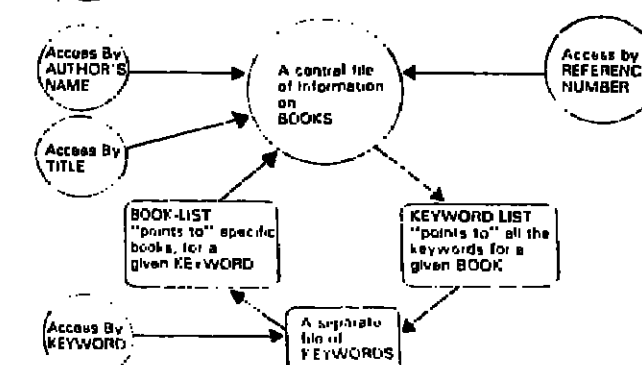 Access By
AUTHOR'S
NAME
A central file
of information
on
BOOKS
Access by
REFERENC
NUMBER
Access By
TITLE
BOOK-LIST
"points to" specific
books, for a
given KEYWORD
KEYWORD LIST
"points to" all the
keywords for a
given BOOK
Access By
KEYWORD
A separate
file of
KEYWORDS